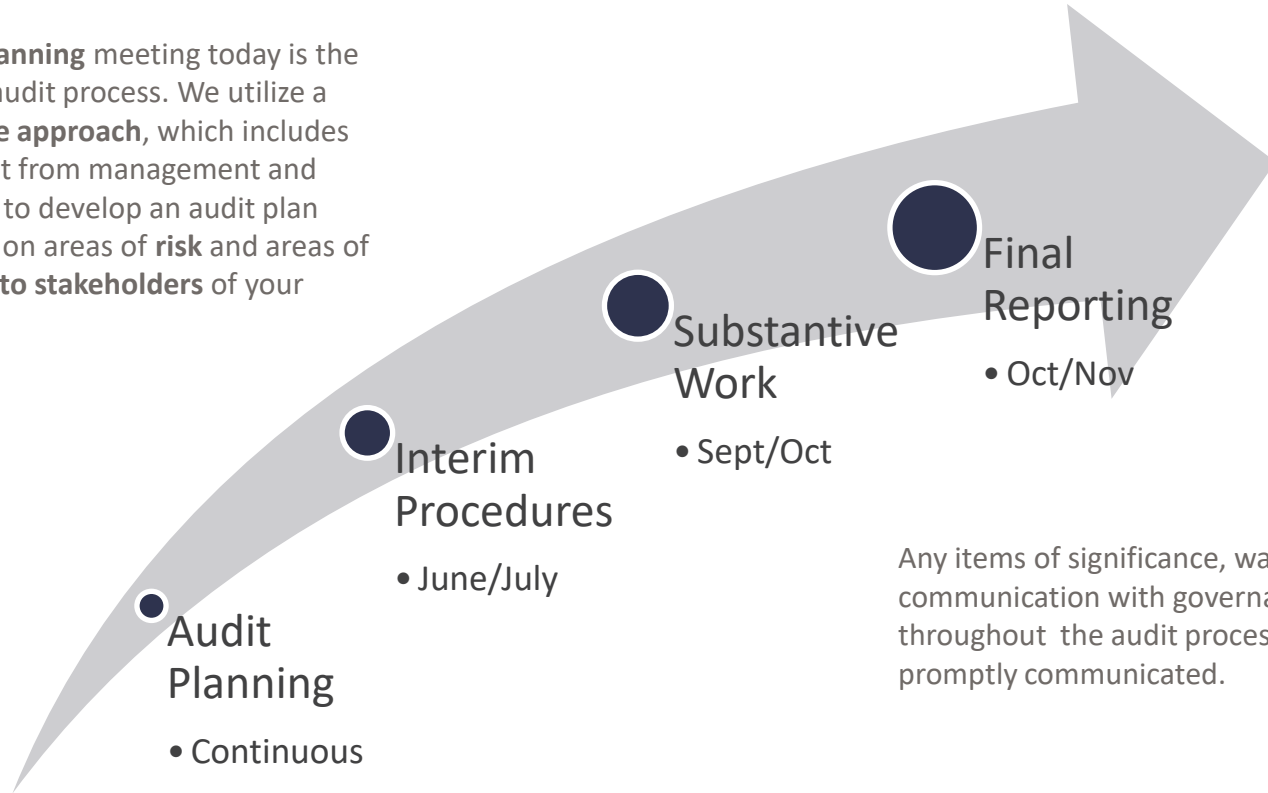 anning meeting today is the
audit process. We utilize a
e approach, which includes
t from management and
to develop an audit plan
on areas of risk and areas of
to stakeholders of your
Final
Reporting
• Oct/Nov
Substantive
Work
• Sept/Oct
Interim
Procedures
• June/July
Audit
Planning
• Continuous
Any items of significance, wa
communication with governa
throughout the audit proces
promptly communicated.